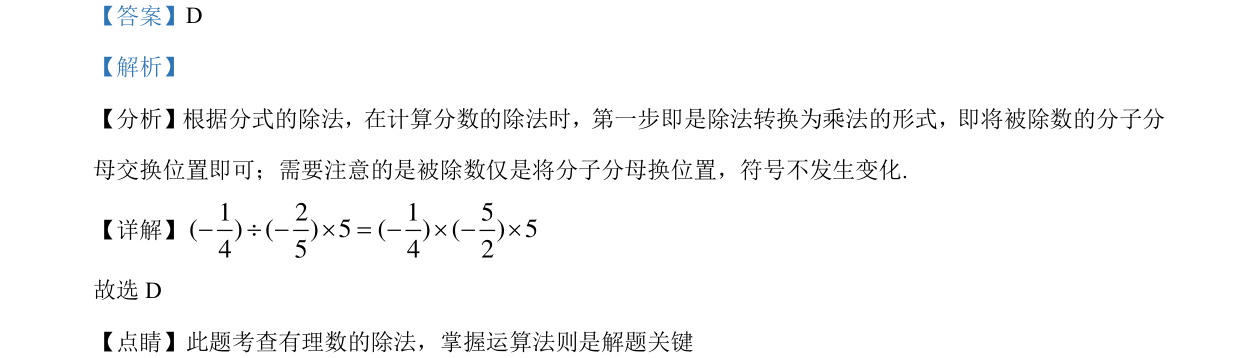 【答案】D
【解析】
【分析】根据分式的除法，在计算分数的除法时，第一步即是除法转换为乘法的形式，即将被除数的分子分
母交换位置即可；需要注意的是被除数仅是将分子分母换位置，符号不发生变化.
【详解】(−1/4)÷(−2/5)×5=(−1/4)×(−5/2)×5
故选 D
【点睛】此题考查有理数的除法，掌握运算法则是解题关键